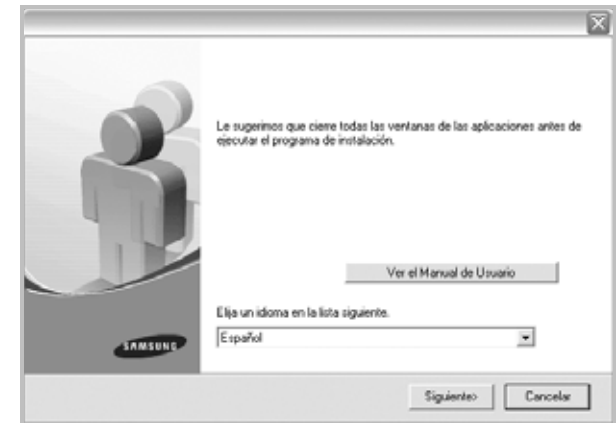 Le sugerimos que cierre todas las ventanas de las aplicaciones antes de
ejecutar el programa de instalación.
Ver el Manual de Usuario
Elija un idioma en la lista siguiente.
Español
SAMSUNG
Siguiente>
Cancelar